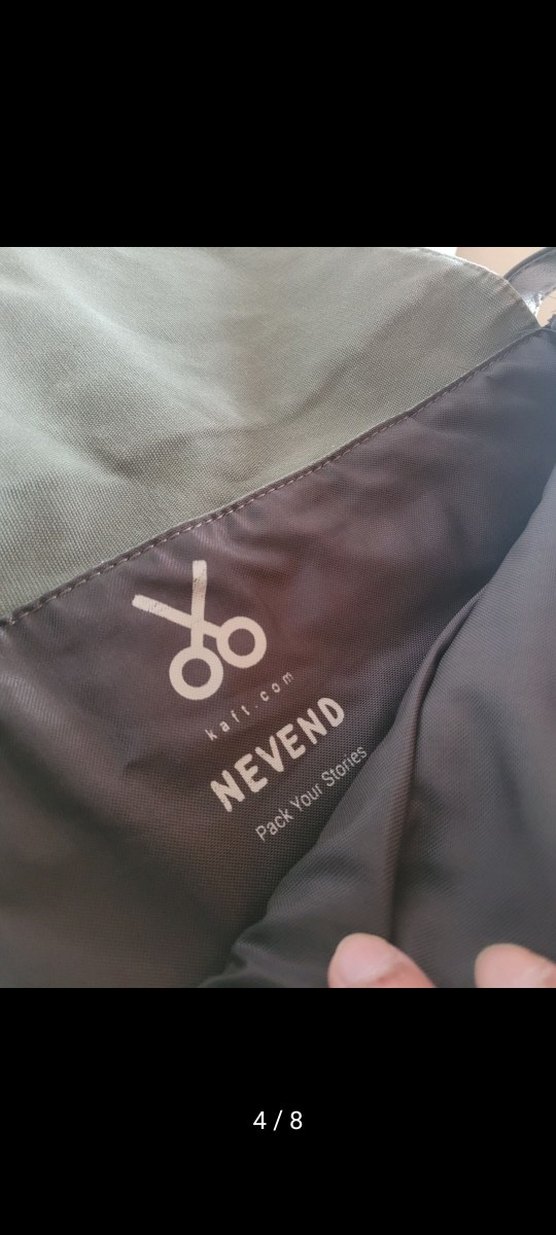 kaft.com
NEVEND
Pack Your Stories
4 / 8